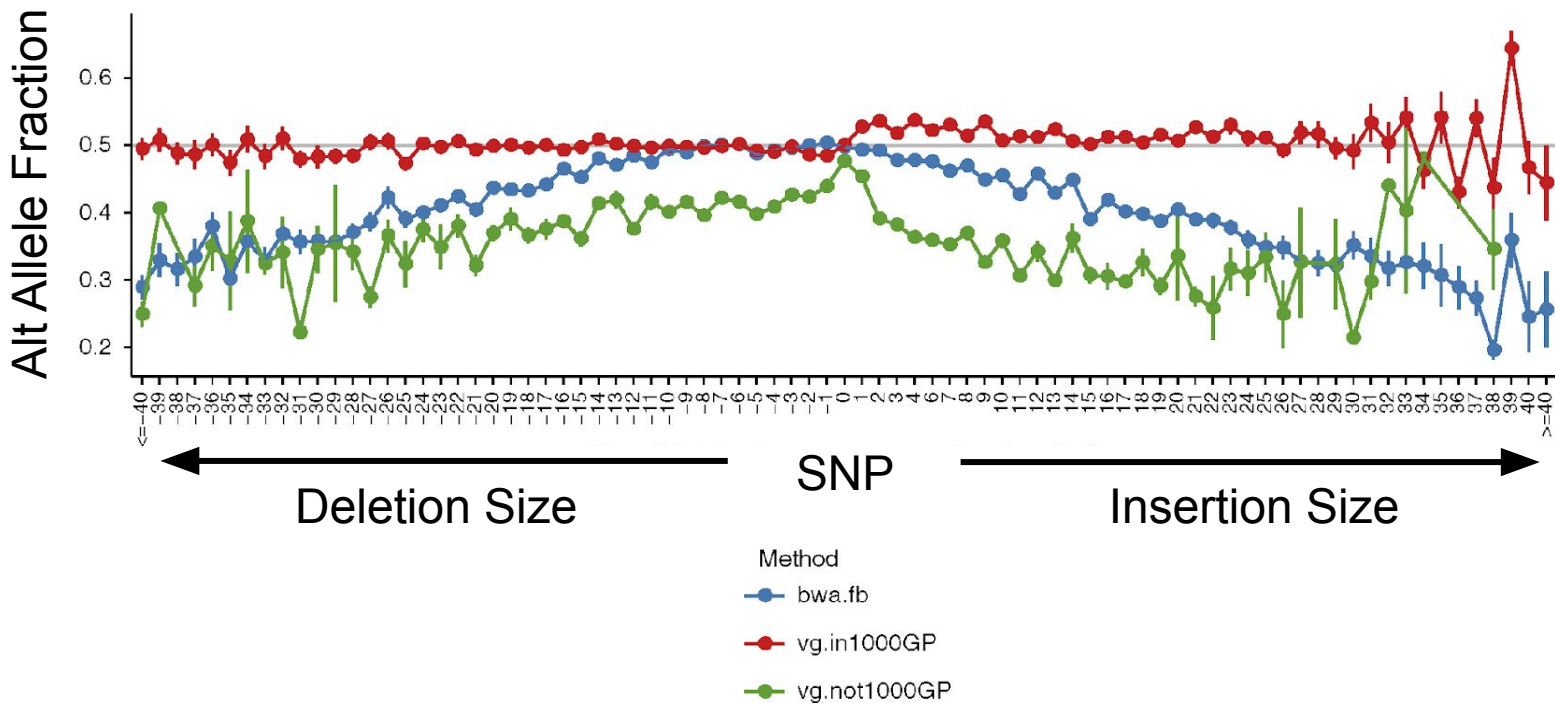 Alt Allele Fraction
0.6
0.5
0.4
0.3
0.2
<=-40 -39 -38 -37 -36 -35 -34 -33 -32 -31 -30 -29 -28 -27 -26 -25 -24 -23 -22 -21 -20 -19 -18 -17 -16 -15 -14 -13 -12 -11 -10 -9 -8 -7 -6 -5 -4 -3 -2 -1 0 1 2 3 4 6 7 8 9 10 11 12 13 14 15 16 17 18 19 20 21 22 23 24 25 26 27 28 29 30 31 32 33 34 35 36 37 38 39 40 >=40
SNP
Deletion Size
Insertion Size
Method
bwa.fb
vg.in1000GP
vg.not1000GP